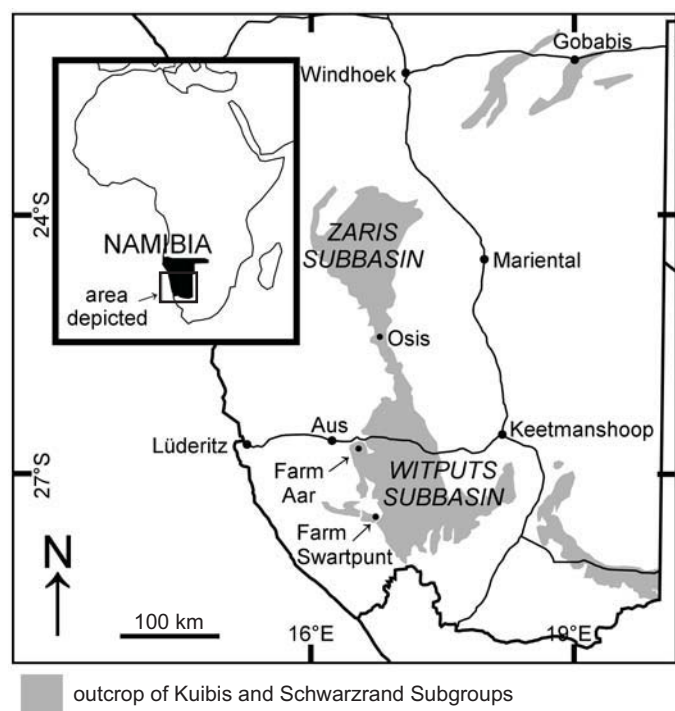 Gobabis
Windhoek
24°S
ZARIS
SUBBASIN
NAMIBIA
Mariental
area
depicted
Osis
Aus
Keetmanshoop
Lüderitz
27°S
Farm
Aar
WITPUTS
SUBBASIN
Farm
Swartpunt
N
100 km
16°E
19°E
outcrop of Kuibis and Schwarzrand Subgroups